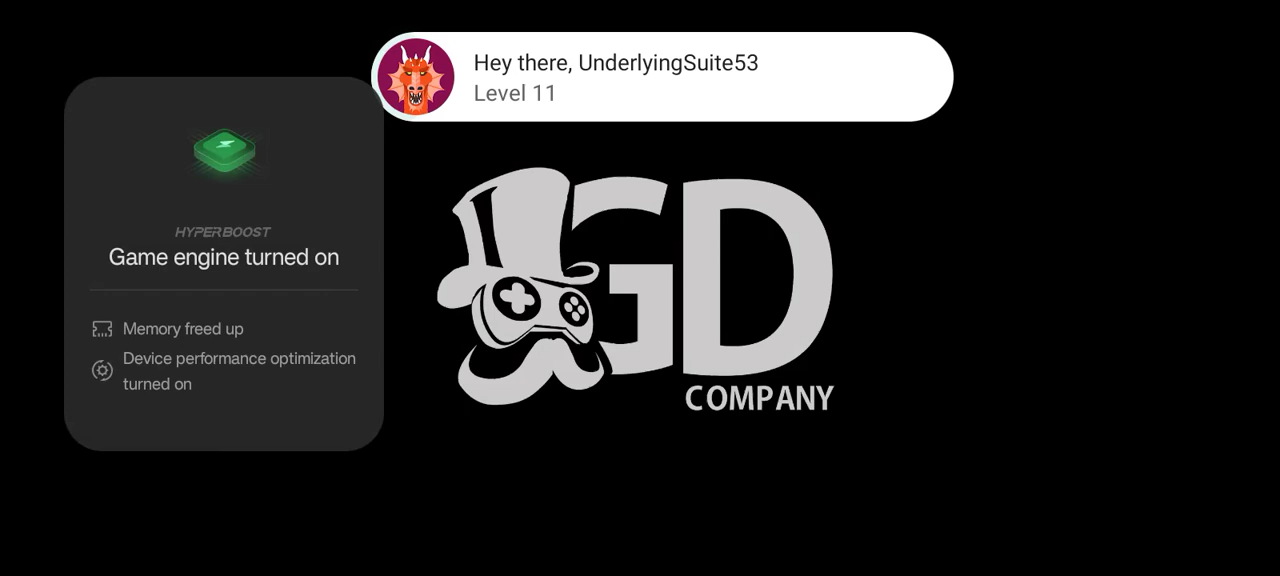 Hey there, UnderlyingSuite53
Level 11
HYPERBOOST
Game engine turned on
Memory freed up
Device performance optimization
turned on
GD
COMPANY